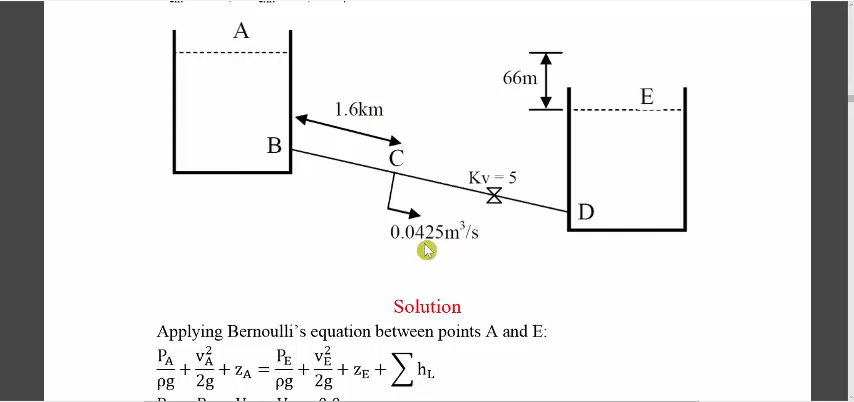 A
66m
E
1.6km
B
C
Kv = 5
D
0.0425m³/s
Solution
Applying Bernoulli's equation between points A and E:
P_A/ρg + v_A²/2g + z_A = P_E/ρg + v_E²/2g + z_E + ∑ h_L